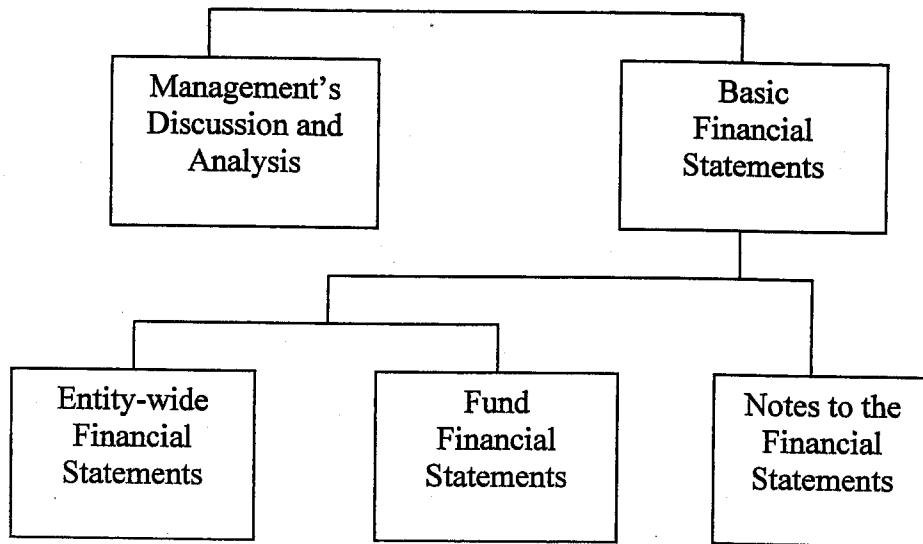 Management's
Discussion and
Analysis
Basic
Financial
Statements
Entity-wide
Financial
Statements
Fund
Financial
Statements
Notes to the
Financial
Statements